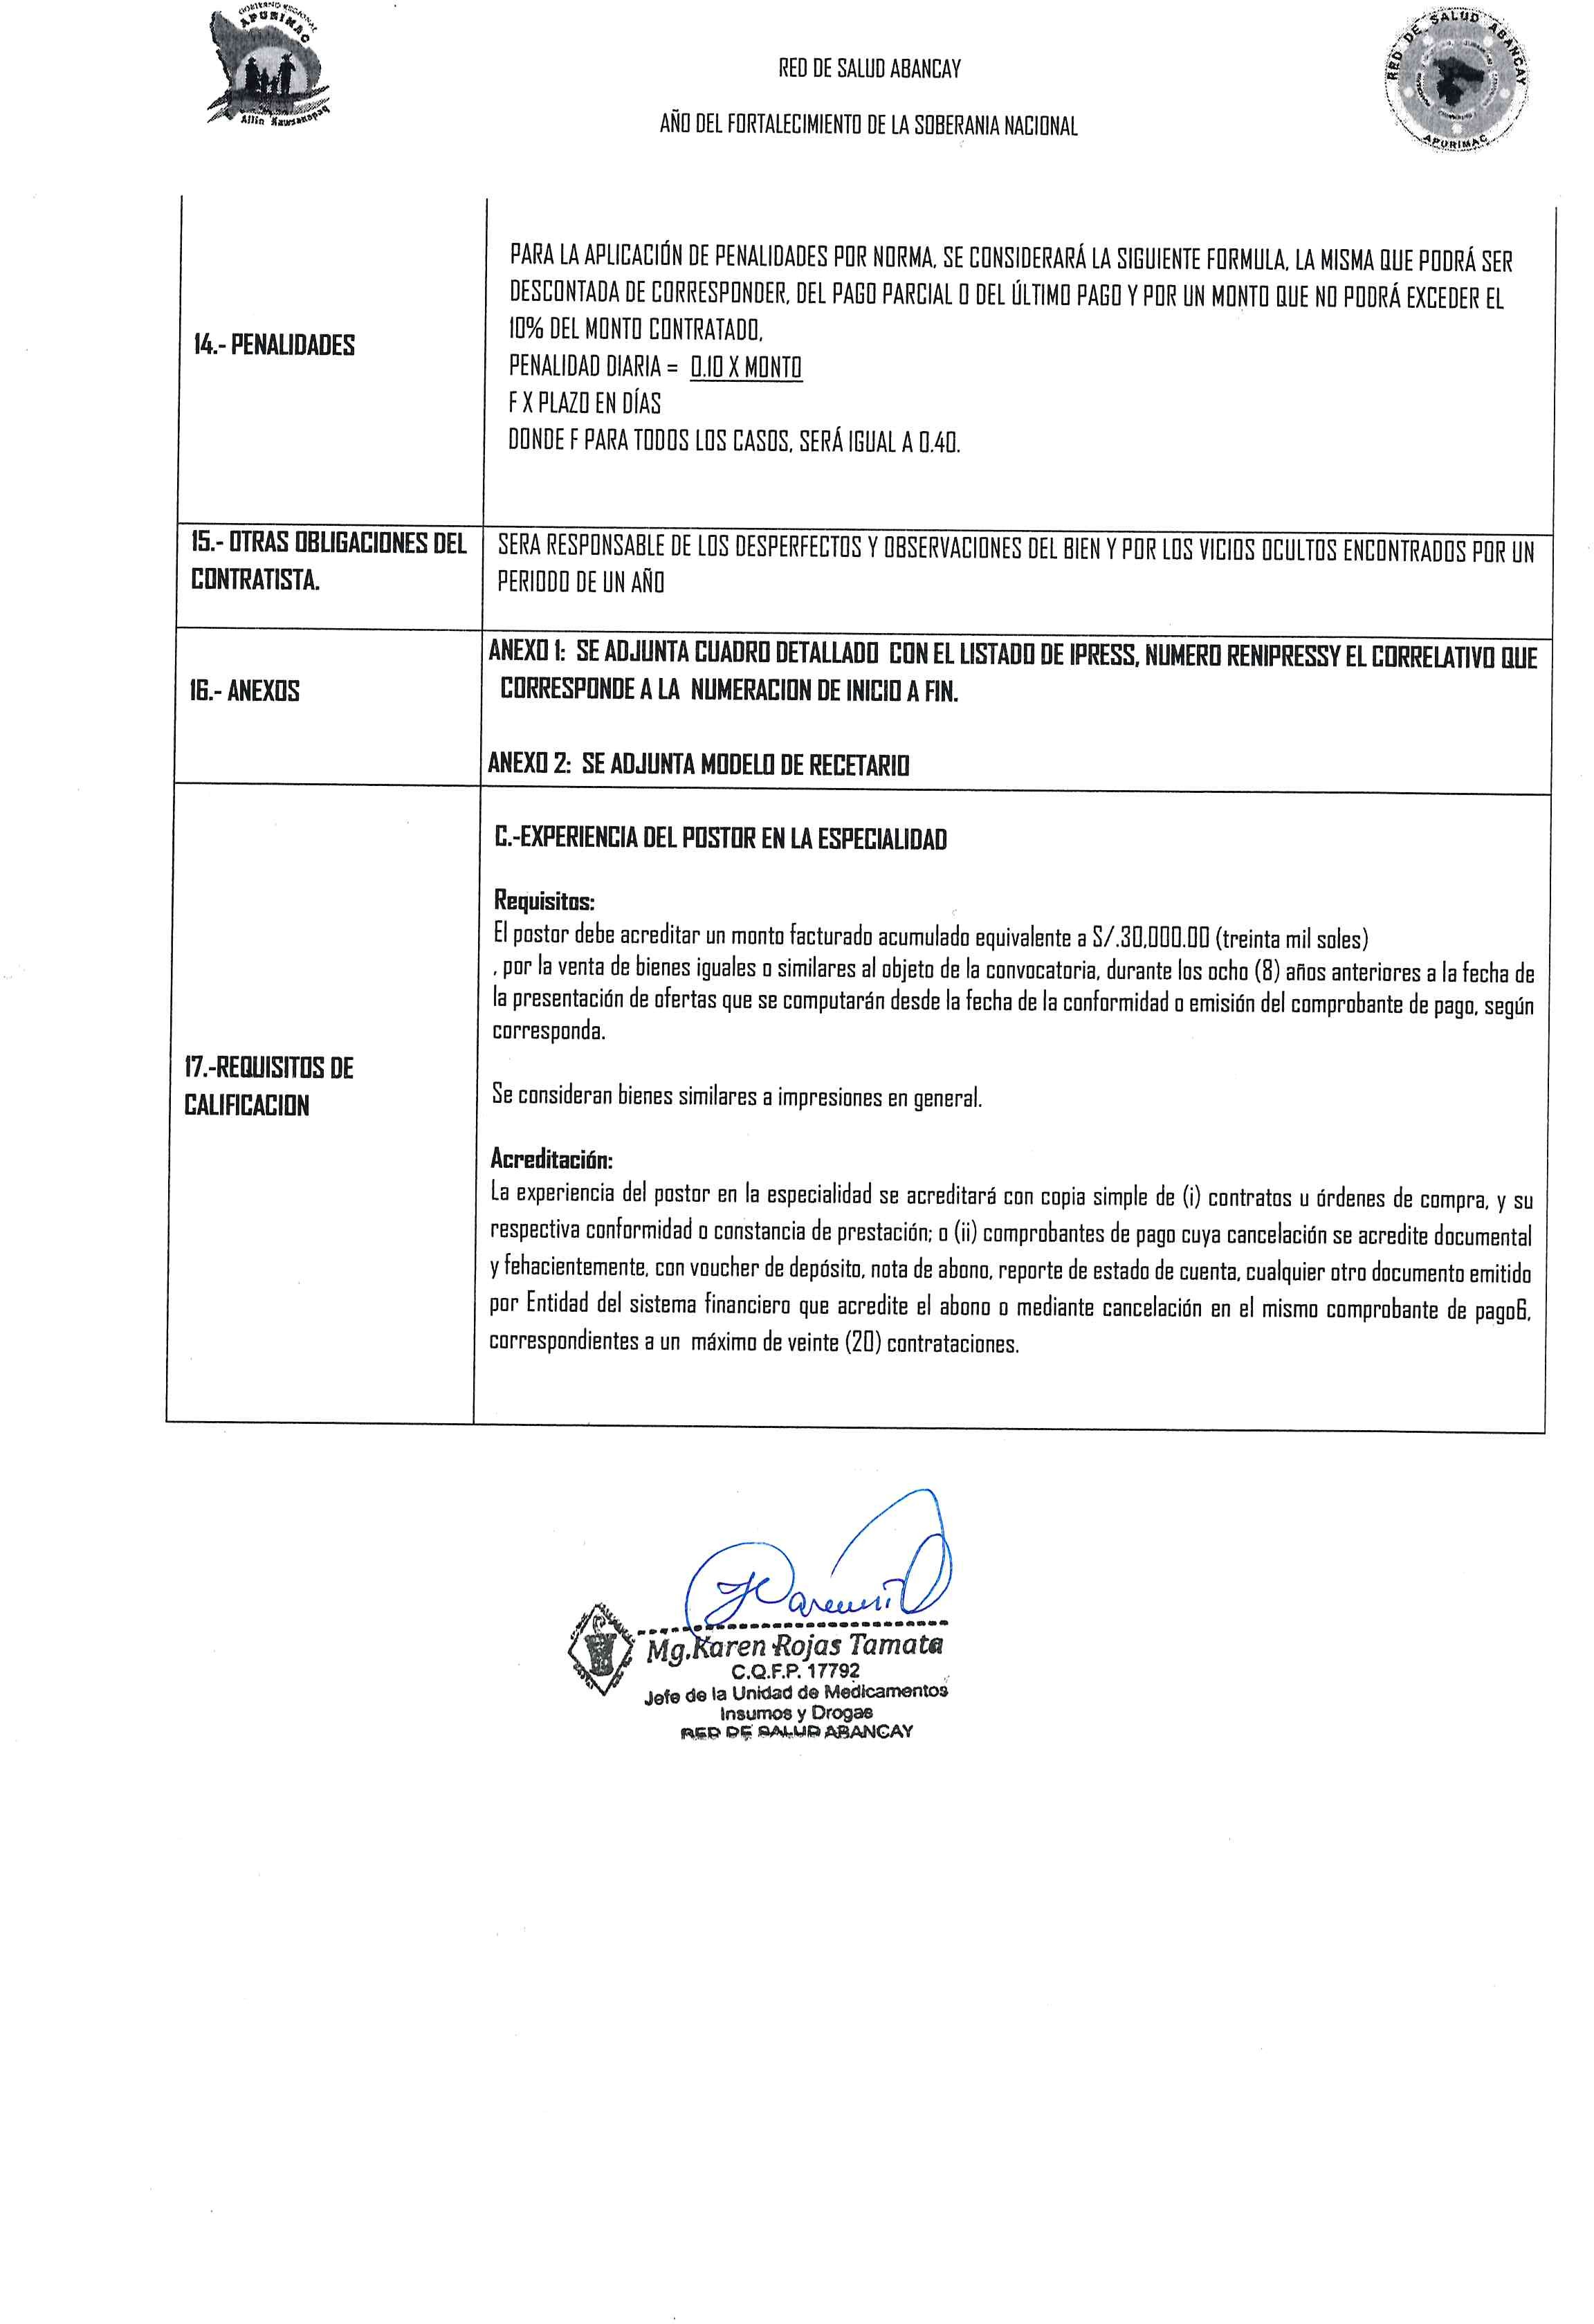 GOBIERNO REGIONAL
APURIMAC
Allin Kawsanapaq
RED DE SALUD ABANCAY
APURIMAC
RED DE SALUD ABANCAY
AÑO DEL FORTALECIMIENTO DE LA SOBERANIA NACIONAL
14.- PENALIDADES
PARA LA APLICACIÓN DE PENALIDADES POR NORMA, SE CONSIDERARÁ LA SIGUIENTE FORMULA, LA MISMA QUE PODRÁ SER
DESCONTADA DE CORRESPONDER, DEL PAGO PARCIAL O DEL ÚLTIMO PAGO Y POR UN MONTO QUE NO PODRÁ EXCEDER EL
10% DEL MONTO CONTRATADO,
PENALIDAD DIARIA = 0.10 X MONTO
F X PLAZO EN DÍAS
DONDE F PARA TODOS LOS CASOS, SERÁ IGUAL A 0.40.
15.- OTRAS OBLIGACIONES DEL
CONTRATISTA.
SERA RESPONSABLE DE LOS DESPERFECTOS Y OBSERVACIONES DEL BIEN Y POR LOS VICIOS OCULTOS ENCONTRADOS POR UN
PERIODO DE UN AÑO
16.- ANEXOS
ANEXO 1: SE ADJUNTA CUADRO DETALLADO CON EL LISTADO DE IPRESS, NUMERO RENIPRESSY EL CORRELATIVO QUE
CORRESPONDE A LA NUMERACION DE INICIO A FIN.
ANEXO 2: SE ADJUNTA MODELO DE RECETARIO
17.-REQUISITOS DE
CALIFICACION
C.-EXPERIENCIA DEL POSTOR EN LA ESPECIALIDAD
Requisitos:
El postor debe acreditar un monto facturado acumulado equivalente a S/.30,000.00 (treinta mil soles)
, por la venta de bienes iguales o similares al objeto de la convocatoria, durante los ocho (8) años anteriores a la fecha de
la presentación de ofertas que se computarán desde la fecha de la conformidad o emisión del comprobante de pago, según
corresponda.
Se consideran bienes similares a impresiones en general.
Acreditación:
La experiencia del postor en la especialidad se acreditará con copia simple de (i) contratos u órdenes de compra, y su
respectiva conformidad o constancia de prestación; o (ii) comprobantes de pago cuya cancelación se acredite documental
y fehacientemente, con voucher de depósito, nota de abono, reporte de estado de cuenta, cualquier otro documento emitido
por Entidad del sistema financiero que acredite el abono o mediante cancelación en el mismo comprobante de pago6,
correspondientes a un máximo de veinte (20) contrataciones.
Mg.Karen Rojas Tamata
C.Q.F.P. 17792
Jefe de la Unidad de Medicamentos
Insumos y Drogas
RED DE SALUD ABANCAY